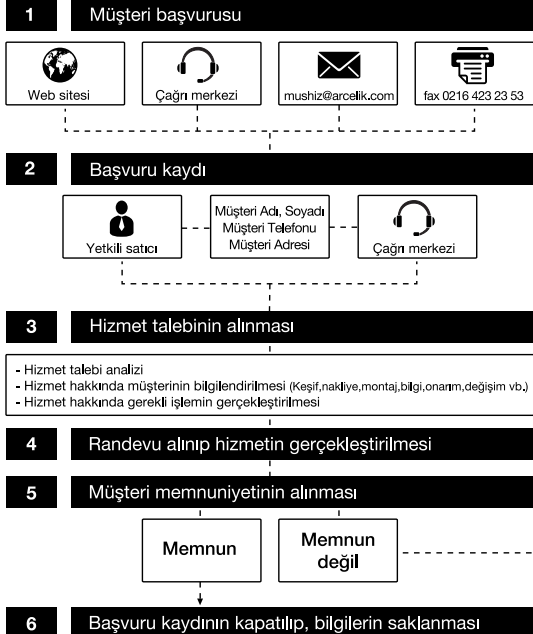 1 Müşteri başvurusu
Web sitesi
Çağrı merkezi
mushiz@arcelik.com
fax 0216 423 23 53
2 Başvuru kaydı
Yetkili satıcı
Müşteri Adı, Soyadı
Müşteri Telefonu
Müşteri Adresi
Çağrı merkezi
3 Hizmet talebinin alınması
- Hizmet talebi analizi
- Hizmet hakkında müşterinin bilgilendirilmesi (Keşif,nakliye,montaj,bilgi,onarım,değişim vb.)
- Hizmet hakkında gerekli işlemin gerçekleştirilmesi
4 Randevu alınıp hizmetin gerçekleştirilmesi
5 Müşteri memnuniyetinin alınması
Memnun
Memnun
değil
6 Başvuru kaydının kapatılıp, bilgilerin saklanması